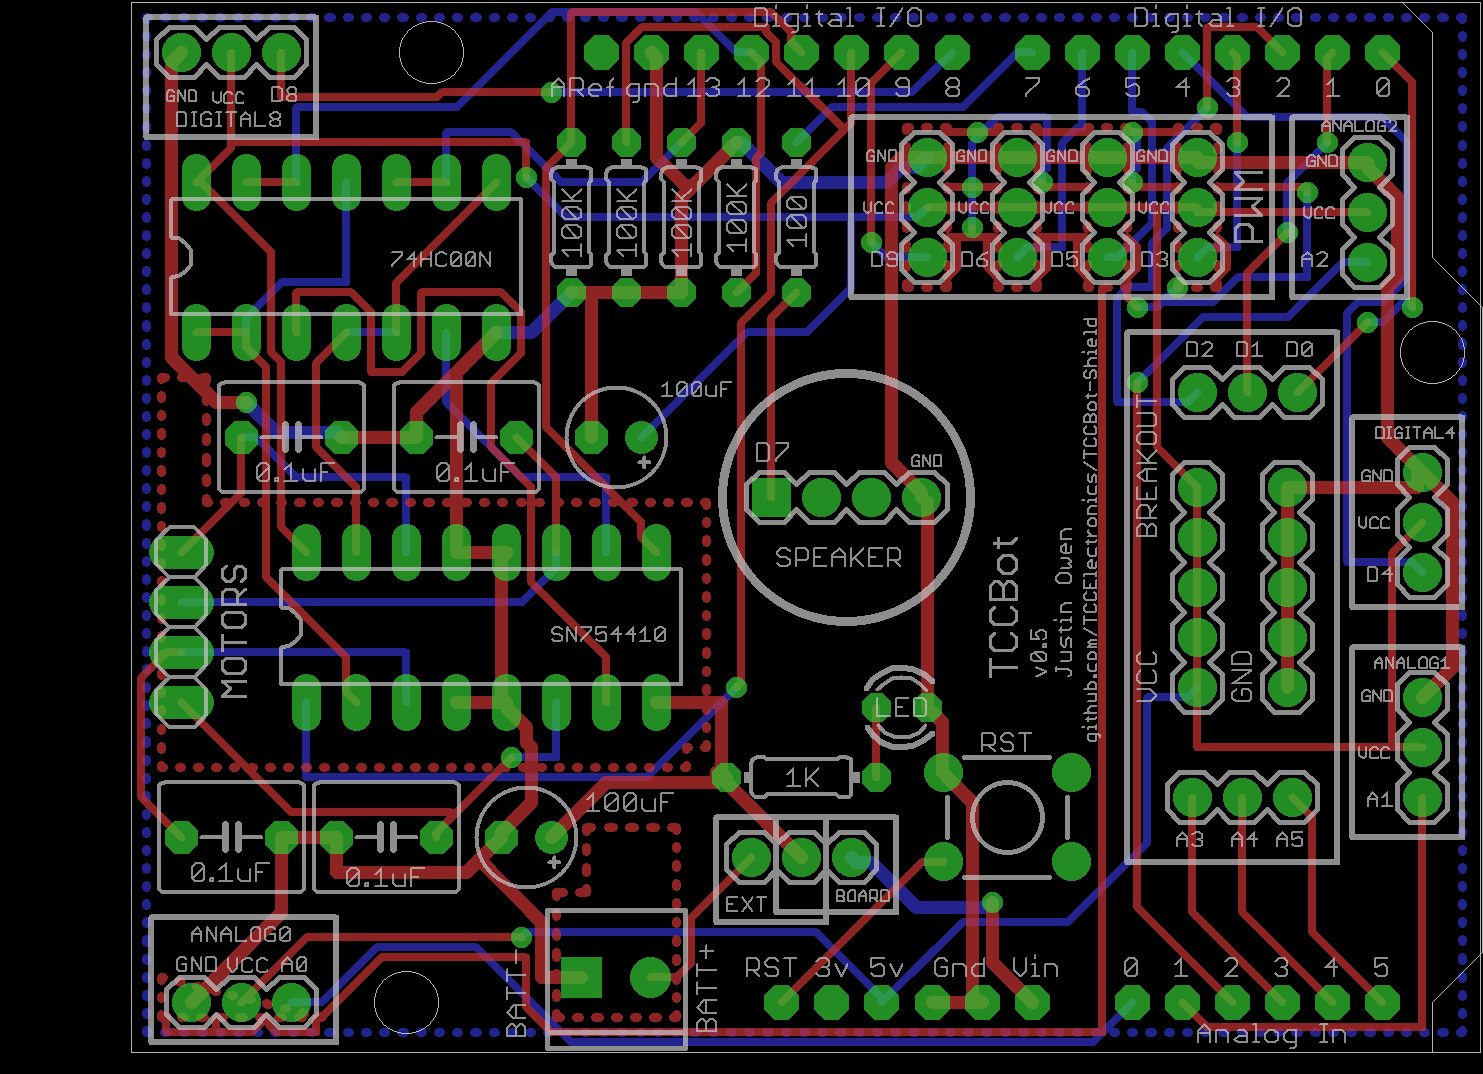 Digital I/O Digital I/O
ARef gnd 13 12 11 10 9 8 7 6 5 4 3 2 1 0
GND VCC D8
DIGITAL8
ANALOG2
GND
VCC
A2
GND GND GND GND
VCC VCC VCC VCC
D9 D6 D5 D3
PWM
100K
100K
100K
100K
100
74HC00N
100uF
0.1uF
0.1uF
D2 D1 D0
BREAKOUT
VCC
GND
A3 A4 A5
DIGITAL4
GND
VCC
D4
D7
GND
SPEAKER
TCCBot
v0.5
Justin Owen
github.com/TCCElectronics/TCCBot-Shield
MOTORS
SN754410
ANALOG1
GND
VCC
A1
LED
RST
1K
100uF
0.1uF
0.1uF
EXT
BOARD
ANALOG0
GND VCC A0
BATT-
BATT+
RST 3v 5v Gnd Vin 0 1 2 3 4 5
Analog In